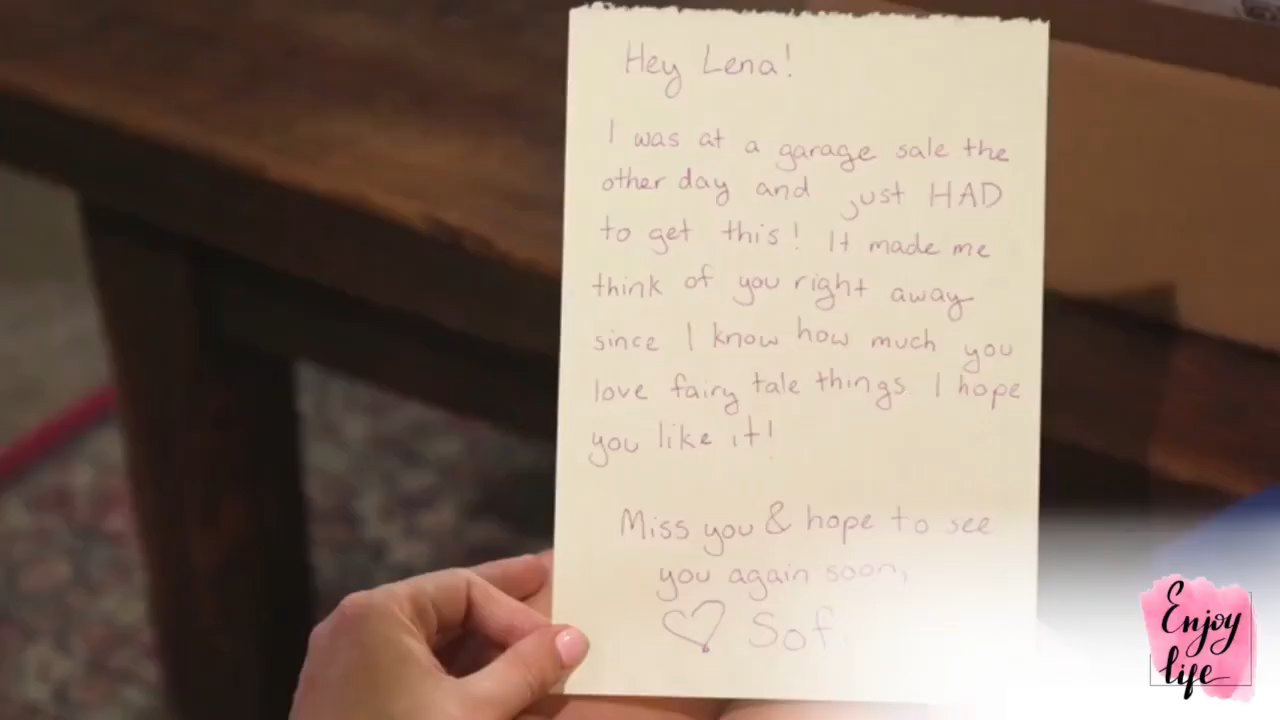 Hey Lena!
I was at a garage sale the
other day and just HAD
to get this! It made me
think of you right away
since I know how much you
love fairy tale things. I hope
you like it!
Miss you & hope to see
you again soon,
♡ Sof
Enjoy
life